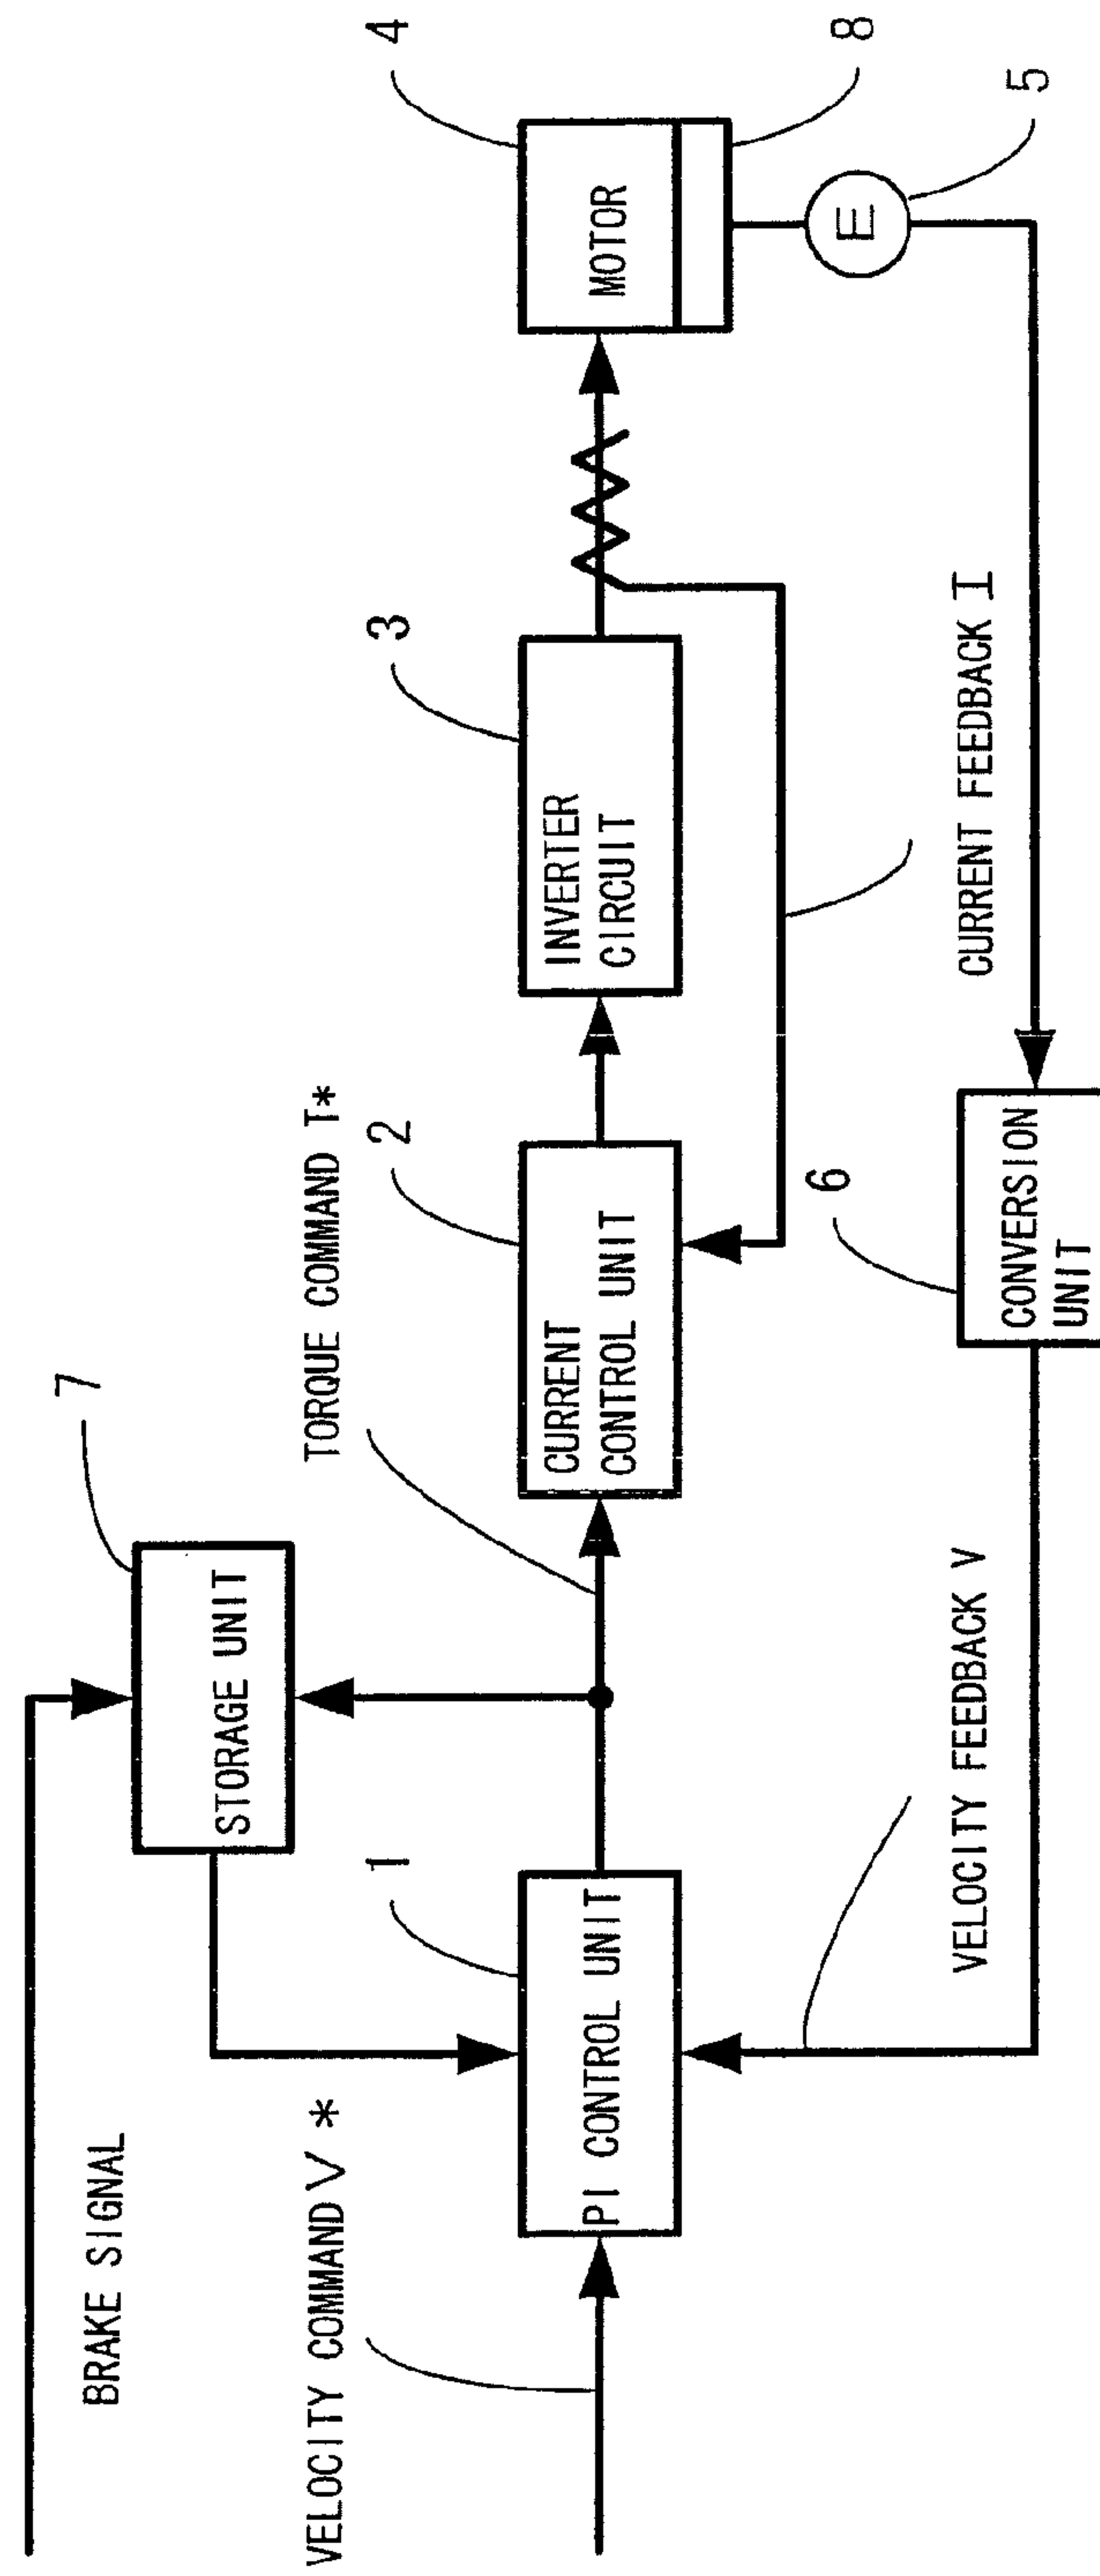 BRAKE SIGNAL
7
STORAGE UNIT
VELOCITY COMMAND V*
TORQUE COMMAND T*
1
PI CONTROL UNIT
2
CURRENT
CONTROL UNIT
3
INVERTER
CIRCUIT
4
MOTOR
8
E
5
VELOCITY FEEDBACK V
6
CONVERSION
UNIT
CURRENT FEEDBACK I